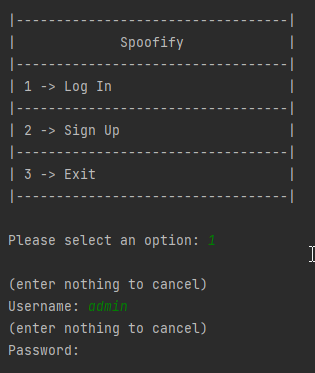 |----------------------------------|
|             Spoofify             |
|----------------------------------|
| 1 -> Log In                      |
|----------------------------------|
| 2 -> Sign Up                     |
|----------------------------------|
| 3 -> Exit                        |
|----------------------------------|
Please select an option: 1
(enter nothing to cancel)
Username: admin
(enter nothing to cancel)
Password: